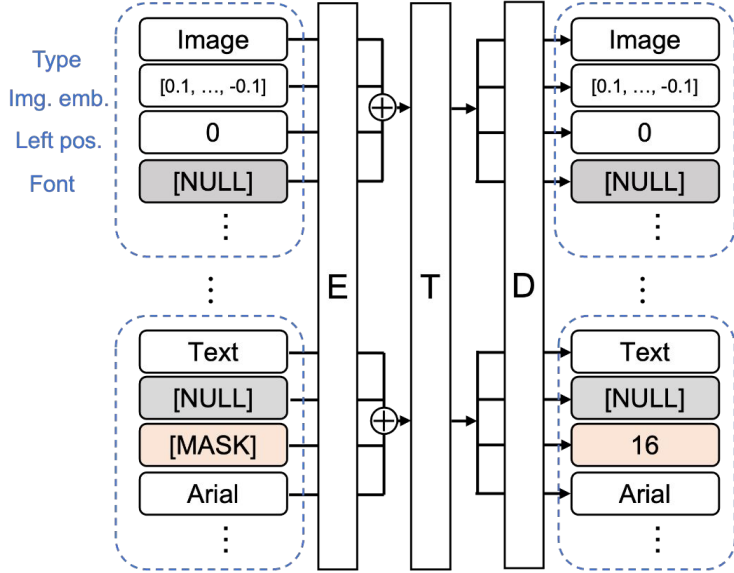 Type
Img. emb.
Left pos.
Font
Image
[0.1, ..., -0.1]
0
[NULL]
⋮
⋮
Text
[NULL]
[MASK]
Arial
⋮
E
T
D
Image
[0.1, ..., -0.1]
0
[NULL]
⋮
⋮
Text
[NULL]
16
Arial
⋮